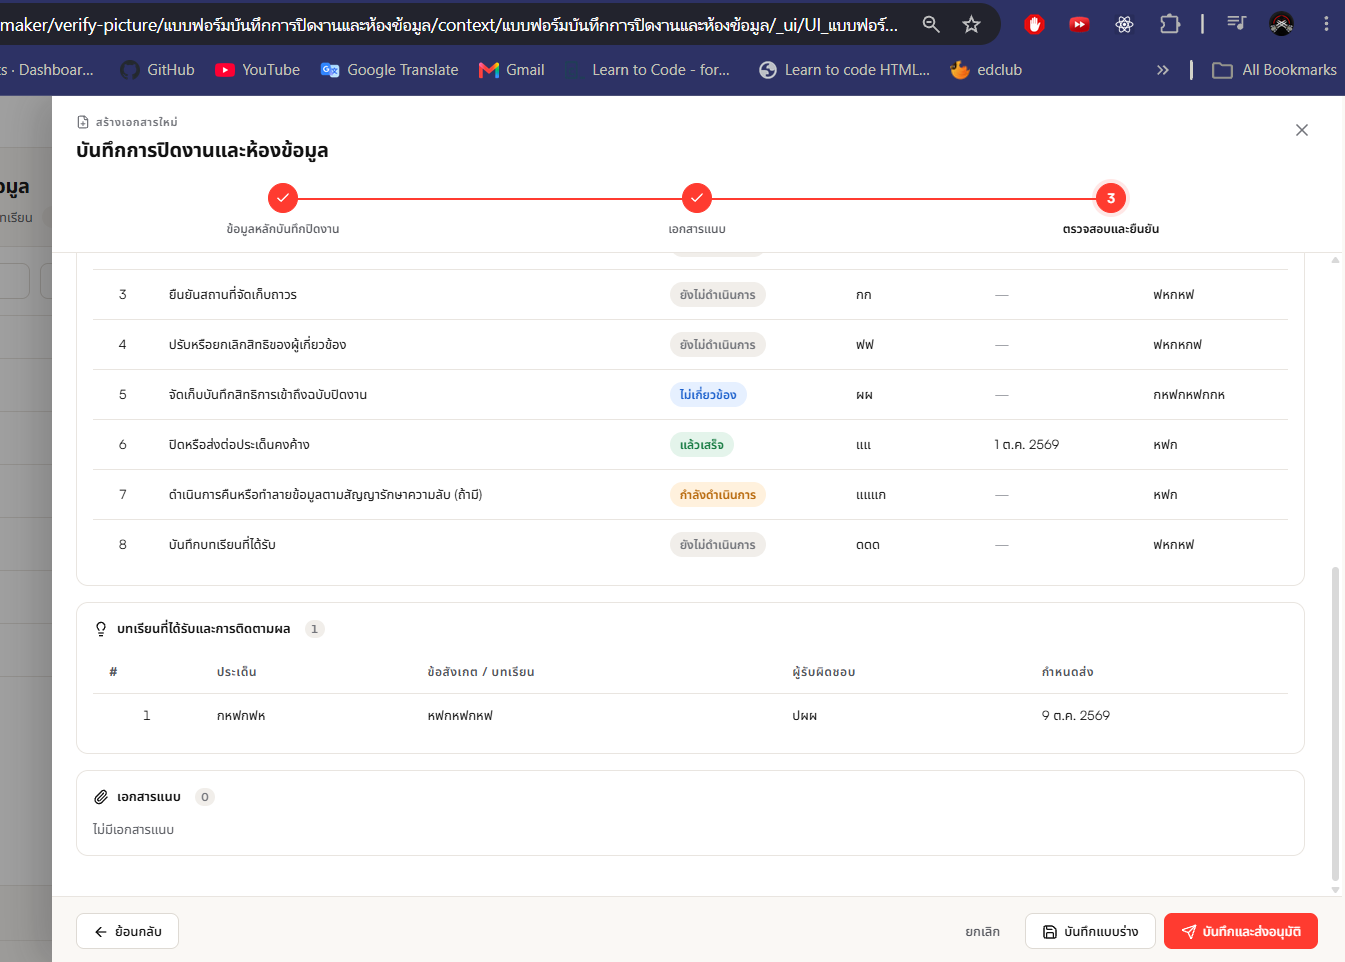 maker/verify-picture/แบบฟอร์มบันทึกการปิดงานและห้องข้อมูล/context/แบบฟอร์มบันทึกการปิดงานและห้องข้อมูล/_ui/UI_แบบฟอร์...
s · Dashboar...
GitHub
YouTube
Google Translate
Gmail
Learn to Code - for...
Learn to code HTML...
edclub
All Bookmarks
สร้างเอกสารใหม่
บันทึกการปิดงานและห้องข้อมูล
3
ข้อมูลหลักบันทึกปิดงาน
เอกสารแนบ
ตรวจสอบและยืนยัน
3 ยืนยันสถานที่จัดเก็บถาวร ยังไม่ดำเนินการ กก — ฟหกหฟ
4 ปรับหรือยกเลิกสิทธิของผู้เกี่ยวข้อง ยังไม่ดำเนินการ ฟฟ — ฟหกหกฟ
5 จัดเก็บบันทึกสิทธิการเข้าถึงฉบับปิดงาน ไม่เกี่ยวข้อง ผผ — กหฟกหฟกกห
6 ปิดหรือส่งต่อประเด็นคงค้าง แล้วเสร็จ แแ 1 ต.ค. 2569 หฟก
7 ดำเนินการคืนหรือทำลายข้อมูลตามสัญญารักษาความลับ (ถ้ามี) กำลังดำเนินการ แแแก — หฟก
8 บันทึกบทเรียนที่ได้รับ ยังไม่ดำเนินการ ดดด — ฟหกหฟ
บทเรียนที่ได้รับและการติดตามผล 1
# ประเด็น ข้อสังเกต / บทเรียน ผู้รับผิดชอบ กำหนดส่ง
1 กหฟกฟห หฟกหฟกหฟ ปผผ 9 ต.ค. 2569
เอกสารแนบ 0
ไม่มีเอกสารแนบ
ย้อนกลับ
ยกเลิก
บันทึกแบบร่าง
บันทึกและส่งอนุมัติ